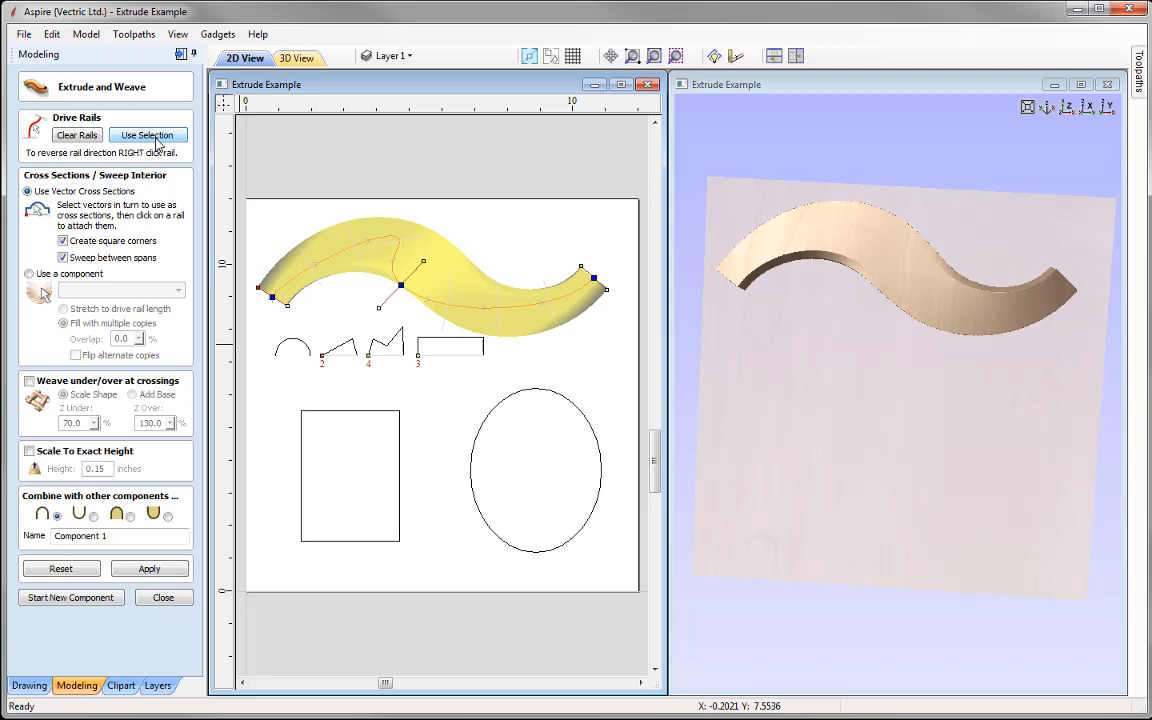 Aspire {Vectric Ltd.} - [Extrude Example]
File Edit Model Toolpaths View Gadgets Help
Modeling
2D View 3D View Layer1
Extrude and Weave
Drive Rails
Clear Rails Use Selection
To reverse rail direction RIGHT click rail.
Cross Sections / Sweep Interior
Use Vector Cross Sections
Select vectors in turn to use as
cross sections, then click on a rail
to attach them.
Create square corners
Sweep between spans
Use a component
Stretch to drive rail length
Fill with multiple copies
Overlap: 0.0 %
Flip alternate copies
Weave under/over at crossings
Scale Shape Add Base
Z Under: Z Over:
70.0 % 130.0 %
Scale To Exact Height
Height: 0.15 inches
Combine with other components ...
Name Component 1
Reset Apply
Start New Component Close
Drawing Modeling Clipart Layers
Ready
Extrude Example
0 10
10
0
2 4 3
Extrude Example
Z X Y
Toolpaths
X: -0.2021 Y: 7.5536